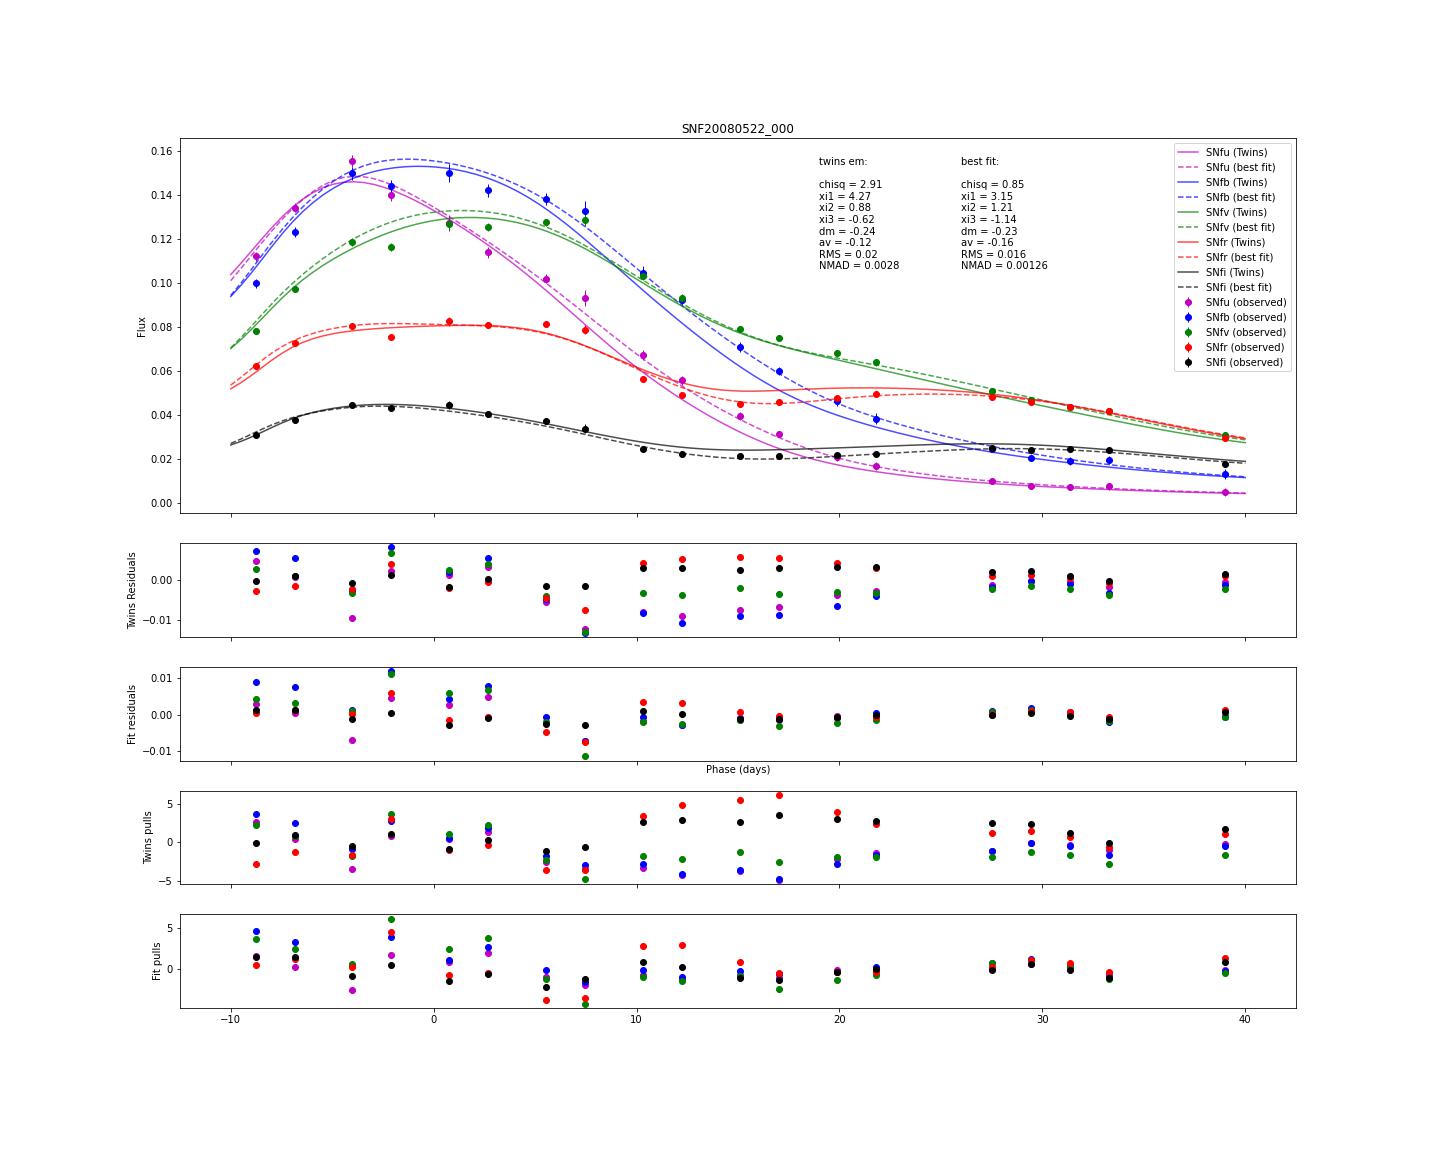 SNF20080522_000
0.16
0.14
0.12
0.10
0.08
0.06
0.04
0.02
0.00
Flux
twins em:
chisq = 2.91
xi1 = 4.27
xi2 = 0.88
xi3 = -0.62
dm = -0.24
av = -0.12
RMS = 0.02
NMAD = 0.0028
best fit:
chisq = 0.85
xi1 = 3.15
xi2 = 1.21
xi3 = -1.14
dm = -0.23
av = -0.16
RMS = 0.016
NMAD = 0.00126
SNfu (Twins)
SNfu (best fit)
SNfb (Twins)
SNfb (best fit)
SNfv (Twins)
SNfv (best fit)
SNfr (Twins)
SNfr (best fit)
SNfi (Twins)
SNfi (best fit)
SNfu (observed)
SNfb (observed)
SNfv (observed)
SNfr (observed)
SNfi (observed)
0.00
−0.01
Twins Residuals
0.01
0.00
−0.01
Fit residuals
Phase (days)
5
0
−5
Twins pulls
5
0
Fit pulls
−10
0
10
20
30
40